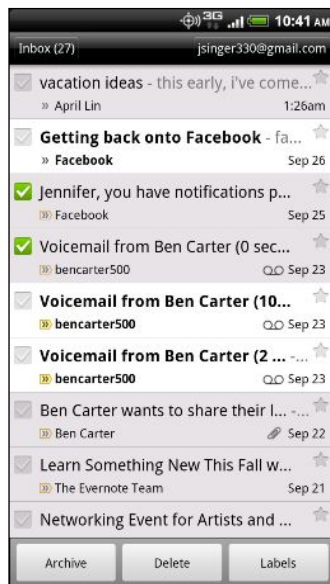 3G 10:41 AM
Inbox (27) jsinger330@gmail.com
vacation ideas - this early, i've come...
» April Lin 1:26am
Getting back onto Facebook - fa...
» Facebook Sep 26
Jennifer, you have notifications p...
» Facebook Sep 25
Voicemail from Ben Carter (0 sec...
» bencarter500 Sep 23
Voicemail from Ben Carter (10...
» bencarter500 Sep 23
Voicemail from Ben Carter (2 ... -...
» bencarter500 Sep 23
Ben Carter wants to share their l... -...
» Ben Carter Sep 22
Learn Something New This Fall w...
» The Evernote Team Sep 21
Networking Event for Artists and ...
Archive Delete Labels